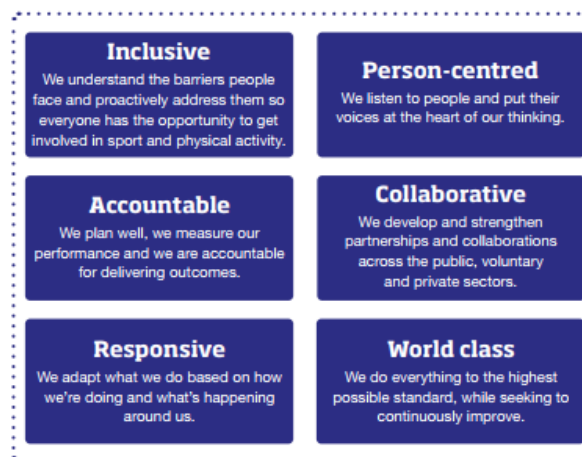 Inclusive
We understand the barriers people
face and proactively address them so
everyone has the opportunity to get
involved in sport and physical activity.
Person-centred
We listen to people and put their
voices at the heart of our thinking.
Accountable
We plan well, we measure our
performance and we are accountable
for delivering outcomes.
Collaborative
We develop and strengthen
partnerships and collaborations
across the public, voluntary
and private sectors.
Responsive
We adapt what we do based on how
we’re doing and what’s happening
around us.
World class
We do everything to the highest
possible standard, while seeking to
continuously improve.